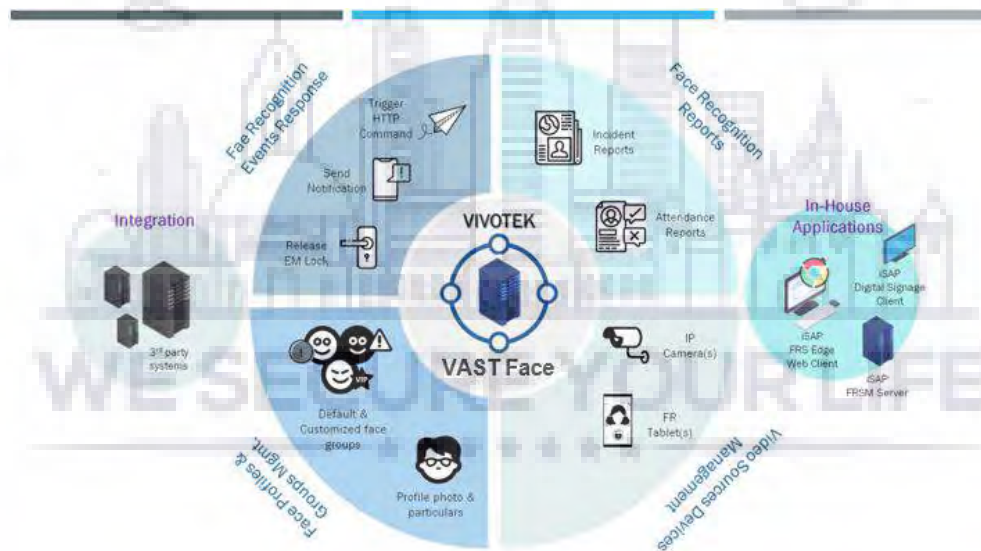 Fae Recognition
Events Response
Face Recognition
Reports
Trigger
HTTP
Command
Send
Notification
Release
EM Lock
Incident
Reports
Attendance
Reports
Integration
3rd party
systems
VIVOTEK
VAST Face
In-House
Applications
iSAP
Digital Signage
Client
iSAP
FRS Edge
Web Client
iSAP
FRSM Server
VIP
Default &
Customized face
groups
Profile photo &
particulars
IP
Camera(s)
FR
Tablet(s)
Face Profiles &
Groups Mgmt.
Video Sources Devices
Management
WE SECURE YOUR LIFE